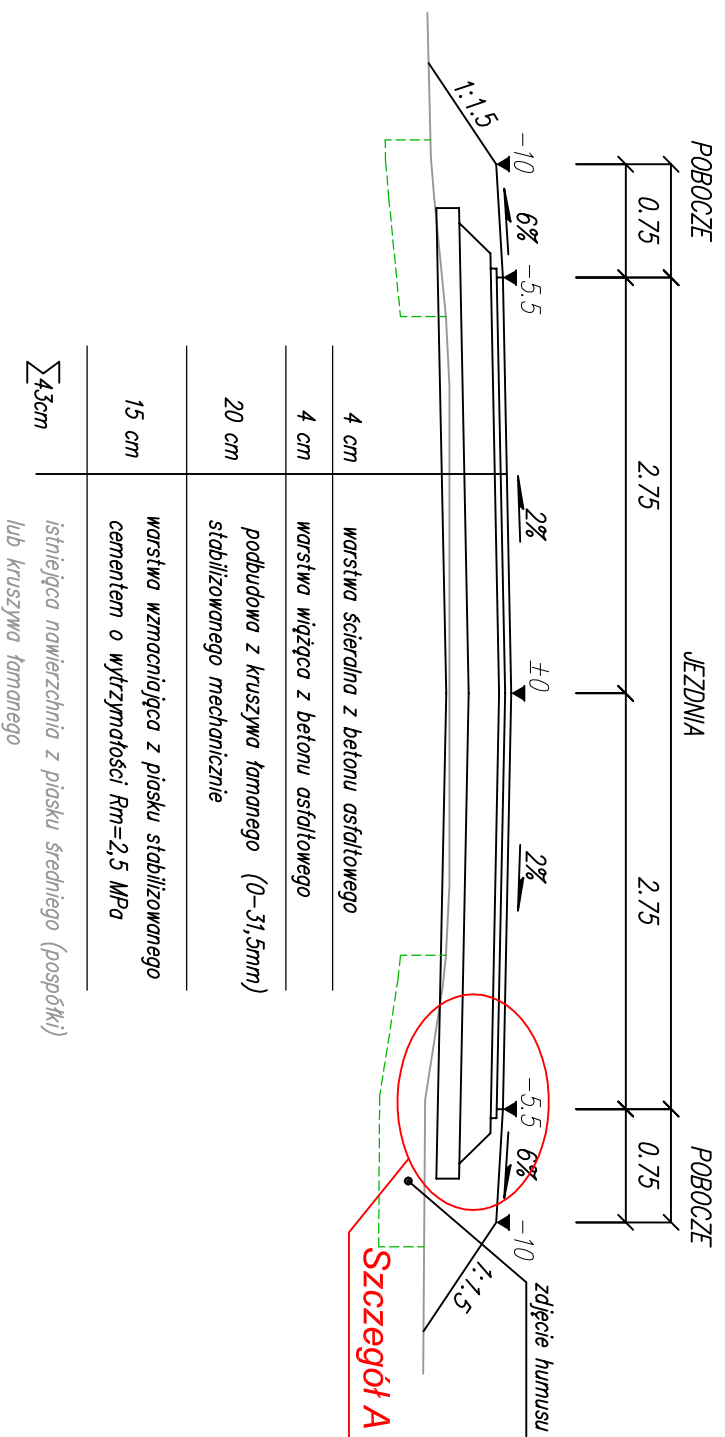 POBOCZE
JEZDNIA
POBOCZE
0.75
2.75
2.75
0.75
1:1.5
-10
6%
-5.5
2%
±0
2%
-5.5
6%
-10
1:1.5
zdjęcie humusu
Szczegół A
4 cm
warstwa ścieralna z betonu asfaltowego
4 cm
warstwa wiążąca z betonu asfaltowego
20 cm
podbudowa z kruszywa łamanego (0-31,5mm)
stabilizowanego mechanicznie
15 cm
warstwa wzmacniająca z piasku stabilizowanego
cementem o wytrzymałości Rm=2,5 MPa
∑43cm
istniejąca nawierzchnia z piasku średniego (pospółki)
lub kruszywa łamanego